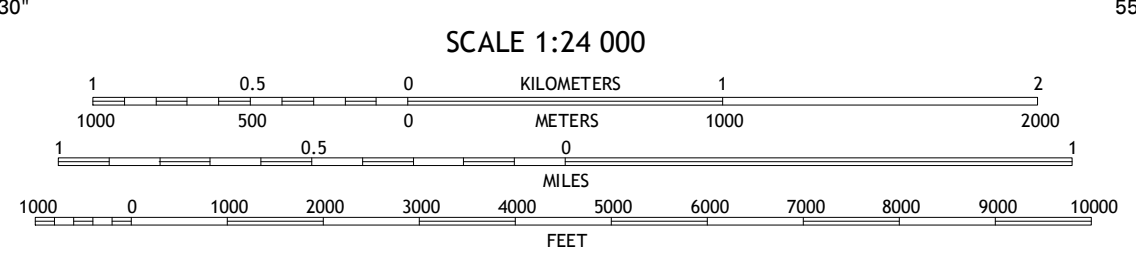 30" 55
SCALE 1:24 000
1 0.5 0 KILOMETERS 1 2
1000 500 0 METERS 1000 2000
1 0.5 0 1
MILES
1000 0 1000 2000 3000 4000 5000 6000 7000 8000 9000 10000
FEET